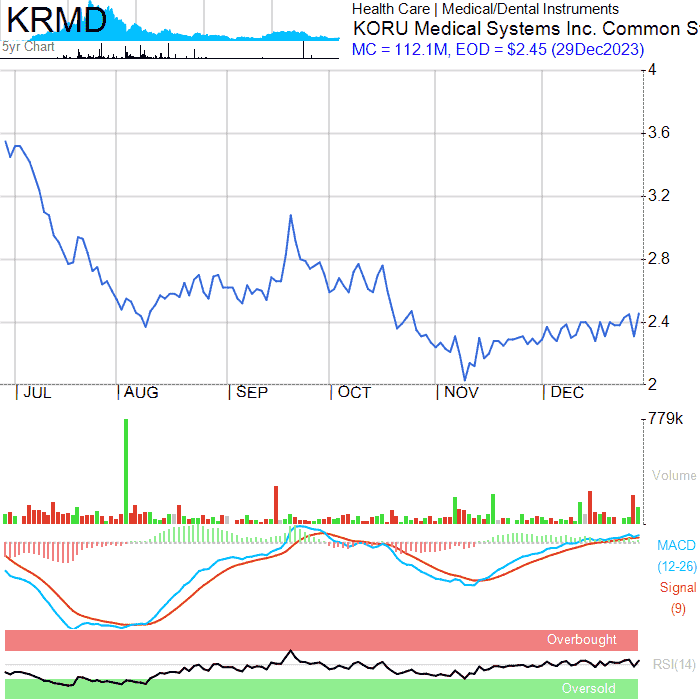 KRMD
5yr Chart
Health Care | Medical/Dental Instruments
KORU Medical Systems Inc. Common S
MC = 112.1M, EOD = $2.45 (29Dec2023)
4
3.6
3.2
2.8
2.4
2
| JUL | AUG | SEP | OCT | NOV | DEC
779k
Volume
MACD
(12-26)
Signal
(9)
Overbought
RSI(14)
Oversold